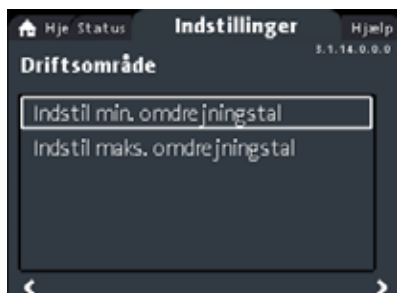 Hje Status Indstillinger Hjælp
3.1.14.0.0.0
Driftsområde
Indstil min. omdrejningstal
Indstil maks. omdrejningstal